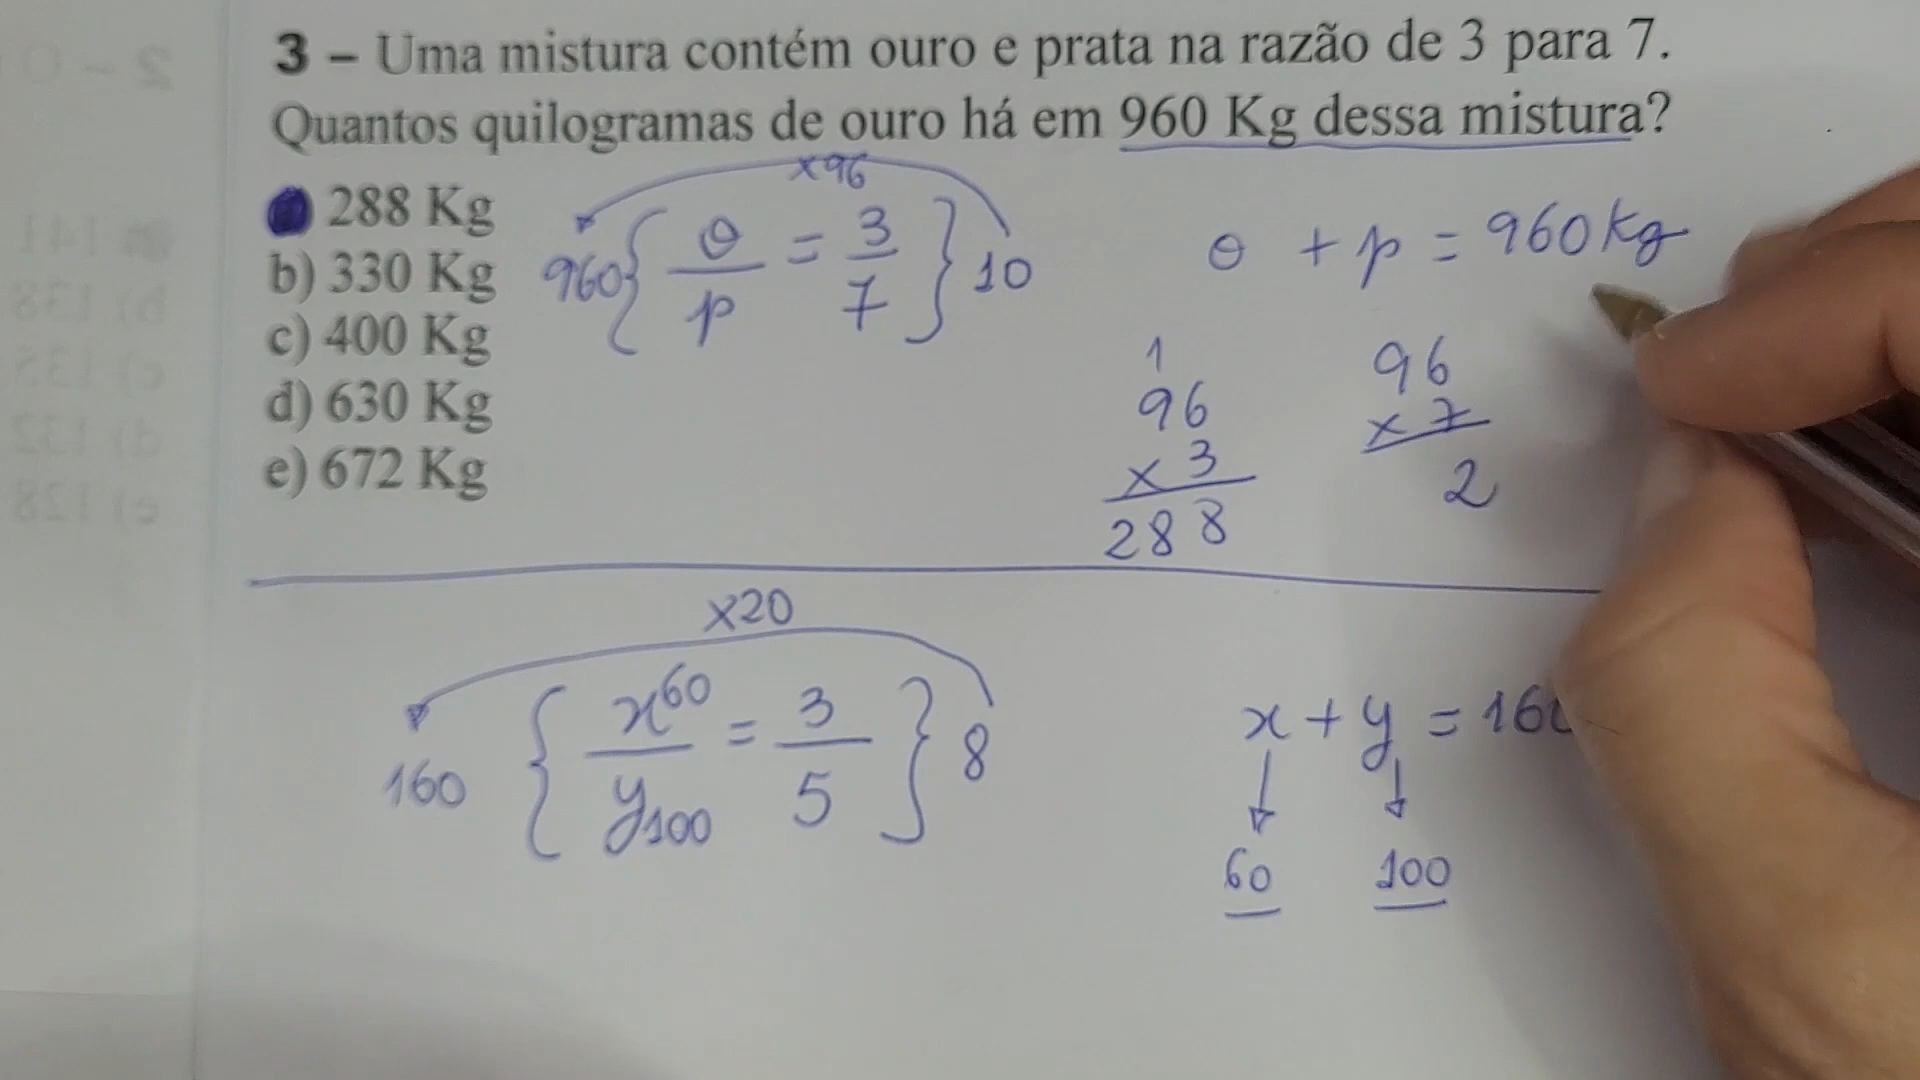 3 – Uma mistura contém ouro e prata na razão de 3 para 7.
Quantos quilogramas de ouro há em 960 Kg dessa mistura?
288 Kg
b) 330 Kg
c) 400 Kg
d) 630 Kg
e) 672 Kg
x96
960 { o/p = 3/7 } 10
o + p = 960 kg
1
96
x 3
288
96
x 7
2
x20
160 { x 60 / y 100 = 3/5 } 8
x + y = 16
60 100